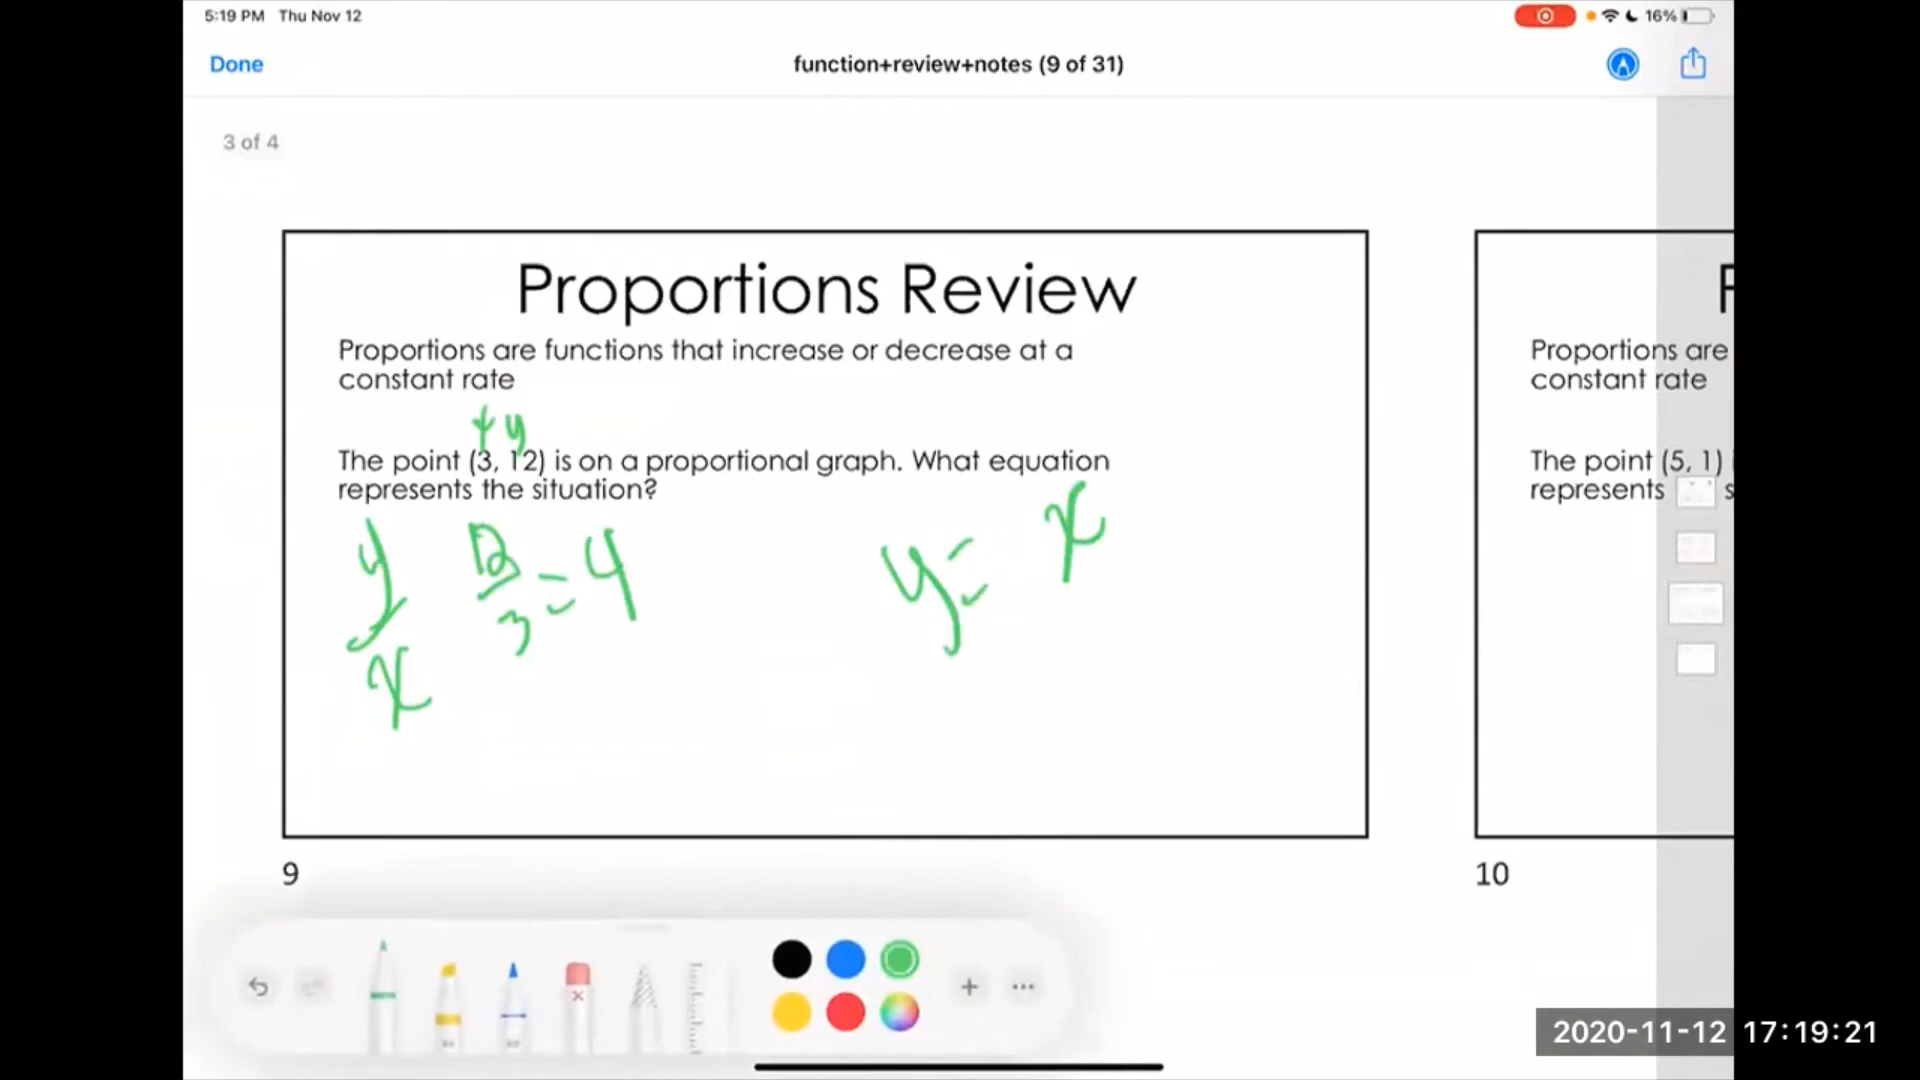 5:19 PM Thu Nov 12
16%
Done
function+review+notes (9 of 31)
3 of 4
Proportions Review
Proportions are functions that increase or decrease at a
constant rate
x y
The point (3, 12) is on a proportional graph. What equation
represents the situation?
y
x
12
3
= 4
y = x
9
Proportions are
constant rate
The point (5, 1)
represents
10
2020-11-12 17:19:21